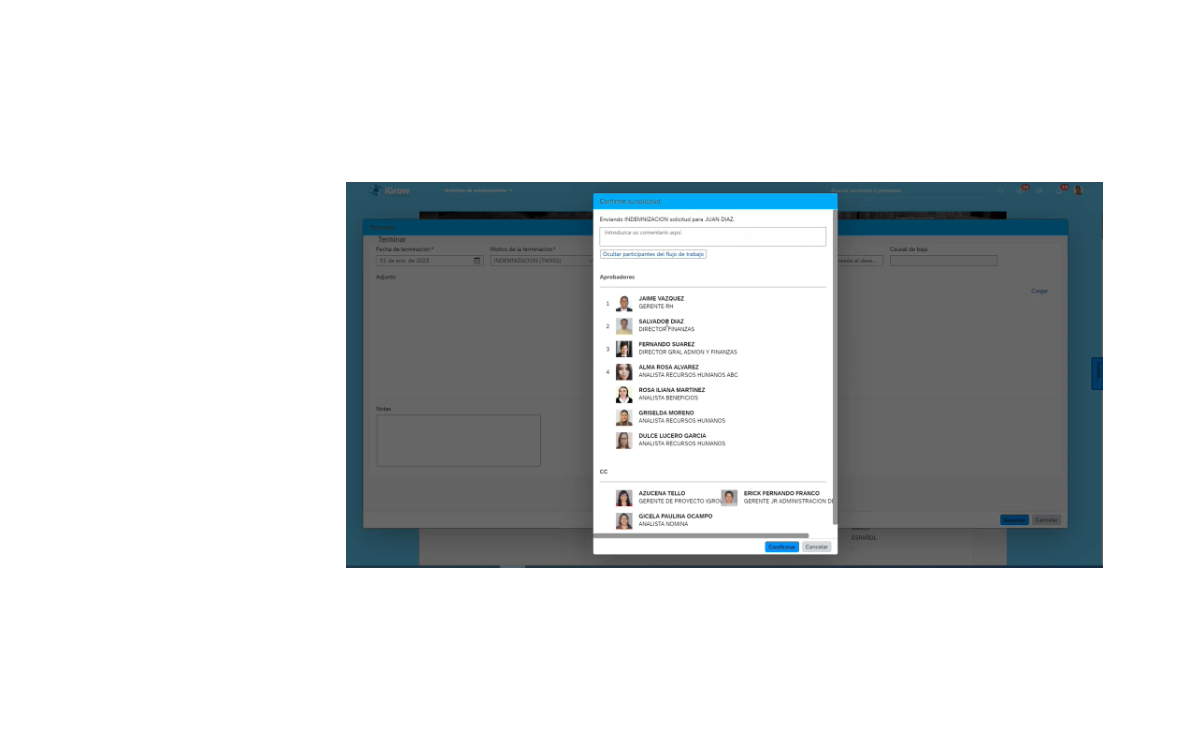 iGrow
Confirme su solicitud
Enviando INDEMNIZACION solicitud para JUAN DIAZ.
Introduzca su comentario aquí.
Ocultar participantes del flujo de trabajo
Terminar
Fecha de terminación*
Motivo de la terminación*
Causal de baja
01 de ene. de 2023
INDEMNIZACION (TNI1S1)
Adjunto
Cargar
Aprobadores
1
JAIME VAZQUEZ
GERENTE RH
2
SALVADOR DIAZ
DIRECTOR FINANZAS
3
FERNANDO SUAREZ
DIRECTOR GRAL ADMON Y FINANZAS
4
ALMA ROSA ALVAREZ
ANALISTA RECURSOS HUMANOS ABC
ROSA ILIANA MARTINEZ
ANALISTA BENEFICIOS
GRISELDA MORENO
ANALISTA RECURSOS HUMANOS
DULCE LUCERO GARCIA
ANALISTA RECURSOS HUMANOS
Notas
CC
AZUCENA TELLO
GERENTE DE PROYECTO IGRO
ERICK FERNANDO FRANCO
GERENTE JR ADMINISTRACION DE
GICELA PAULINA OCAMPO
ANALISTA NOMINA
Confirmar
Cancelar
Cancelar
ESPAÑOL